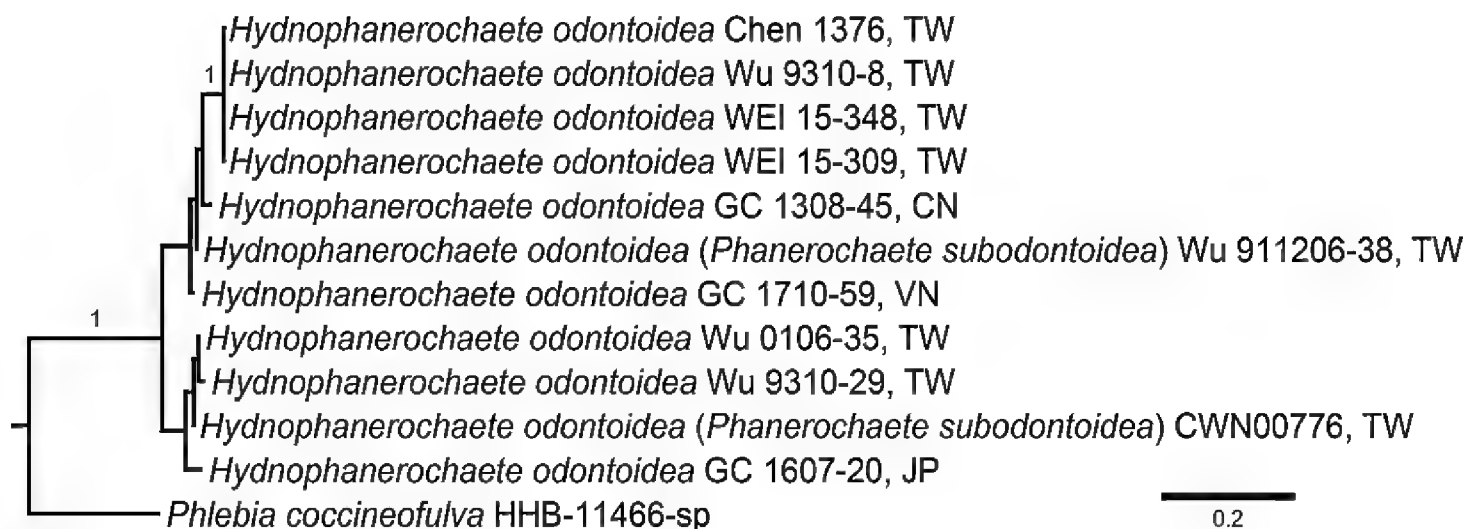 Hydnophanerochaete odontoidea Chen 1376, TW
1
Hydnophanerochaete odontoidea Wu 9310-8, TW
Hydnophanerochaete odontoidea WEI 15-348, TW
Hydnophanerochaete odontoidea WEI 15-309, TW
Hydnophanerochaete odontoidea GC 1308-45, CN
Hydnophanerochaete odontoidea (Phanerochaete subodontoidea) Wu 911206-38, TW
Hydnophanerochaete odontoidea GC 1710-59, VN
1
Hydnophanerochaete odontoidea Wu 0106-35, TW
Hydnophanerochaete odontoidea Wu 9310-29, TW
Hydnophanerochaete odontoidea (Phanerochaete subodontoidea) CWN00776, TW
Hydnophanerochaete odontoidea GC 1607-20, JP
Phlebia coccineofulva HHB-11466-sp
0.2